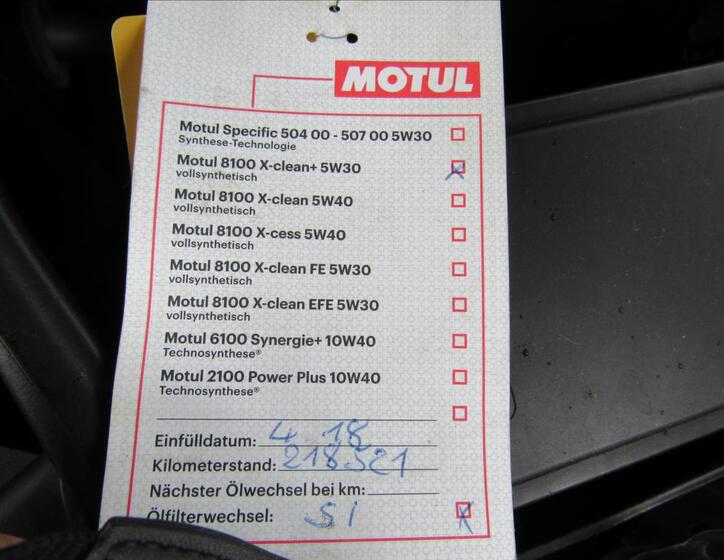 MOTUL
Motul Specific 504 00 - 507 00 5W30
Synthese-Technologie
Motul 8100 X-clean+ 5W30
vollsynthetisch
Motul 8100 X-clean 5W40
vollsynthetisch
Motul 8100 X-cess 5W40
vollsynthetisch
Motul 8100 X-clean FE 5W30
vollsynthetisch
Motul 8100 X-clean EFE 5W30
vollsynthetisch
Motul 6100 Synergie+ 10W40
Technosynthese®
Motul 2100 Power Plus 10W40
Technosynthese®
Einfülldatum: 4 18
Kilometerstand: 218521
Nächster Ölwechsel bei km:
Ölfilterwechsel: si